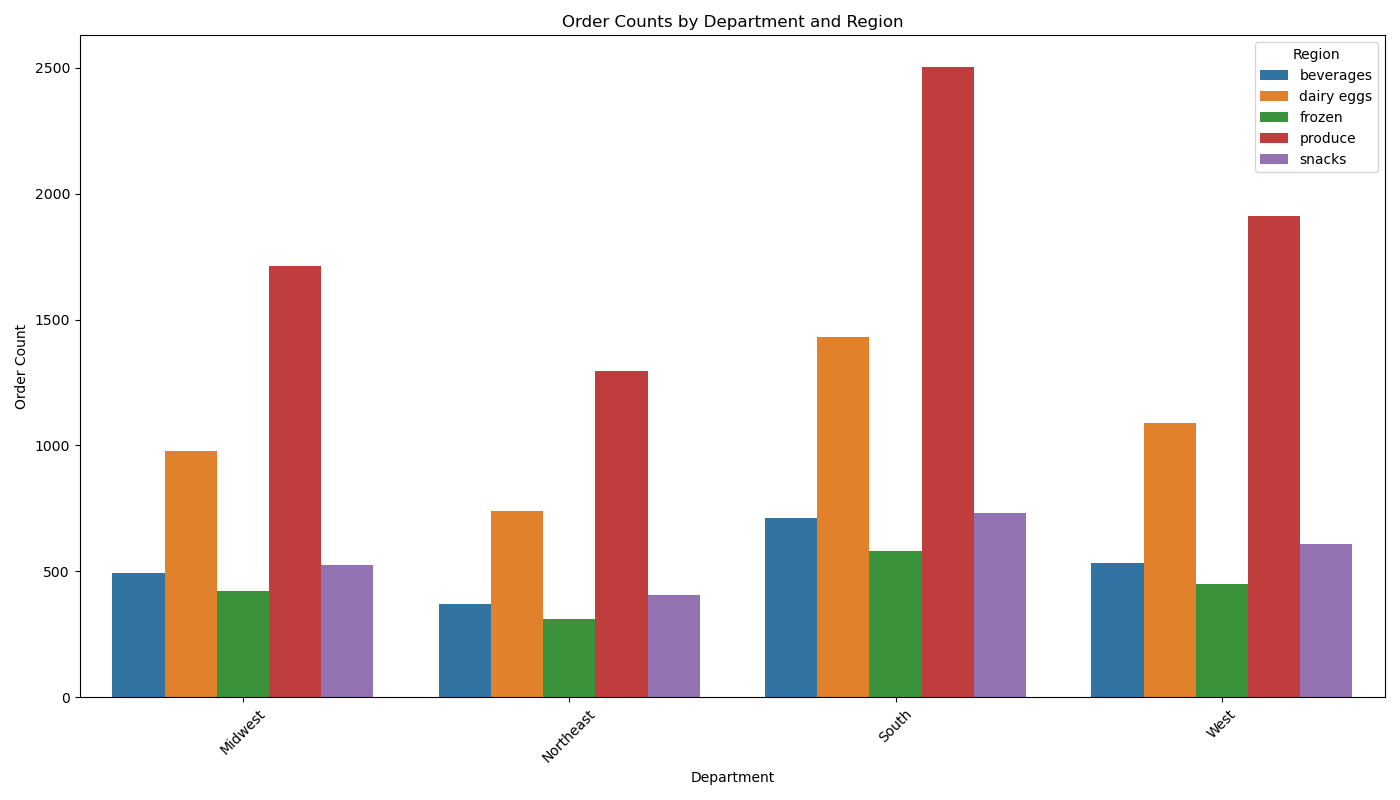 Order Counts by Department and Region
Region
beverages
dairy eggs
frozen
produce
snacks
Order Count
2500
2000
1500
1000
500
0
Midwest
Northeast
South
West
Department